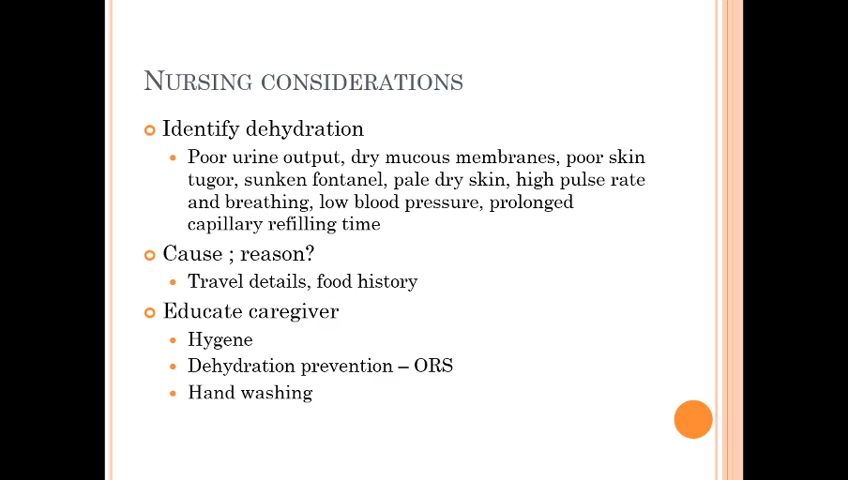 Nursing considerations
Identify dehydration
Poor urine output, dry mucous membranes, poor skin
tugor, sunken fontanel, pale dry skin, high pulse rate
and breathing, low blood pressure, prolonged
capillary refilling time
Cause ; reason?
Travel details, food history
Educate caregiver
Hygene
Dehydration prevention – ORS
Hand washing